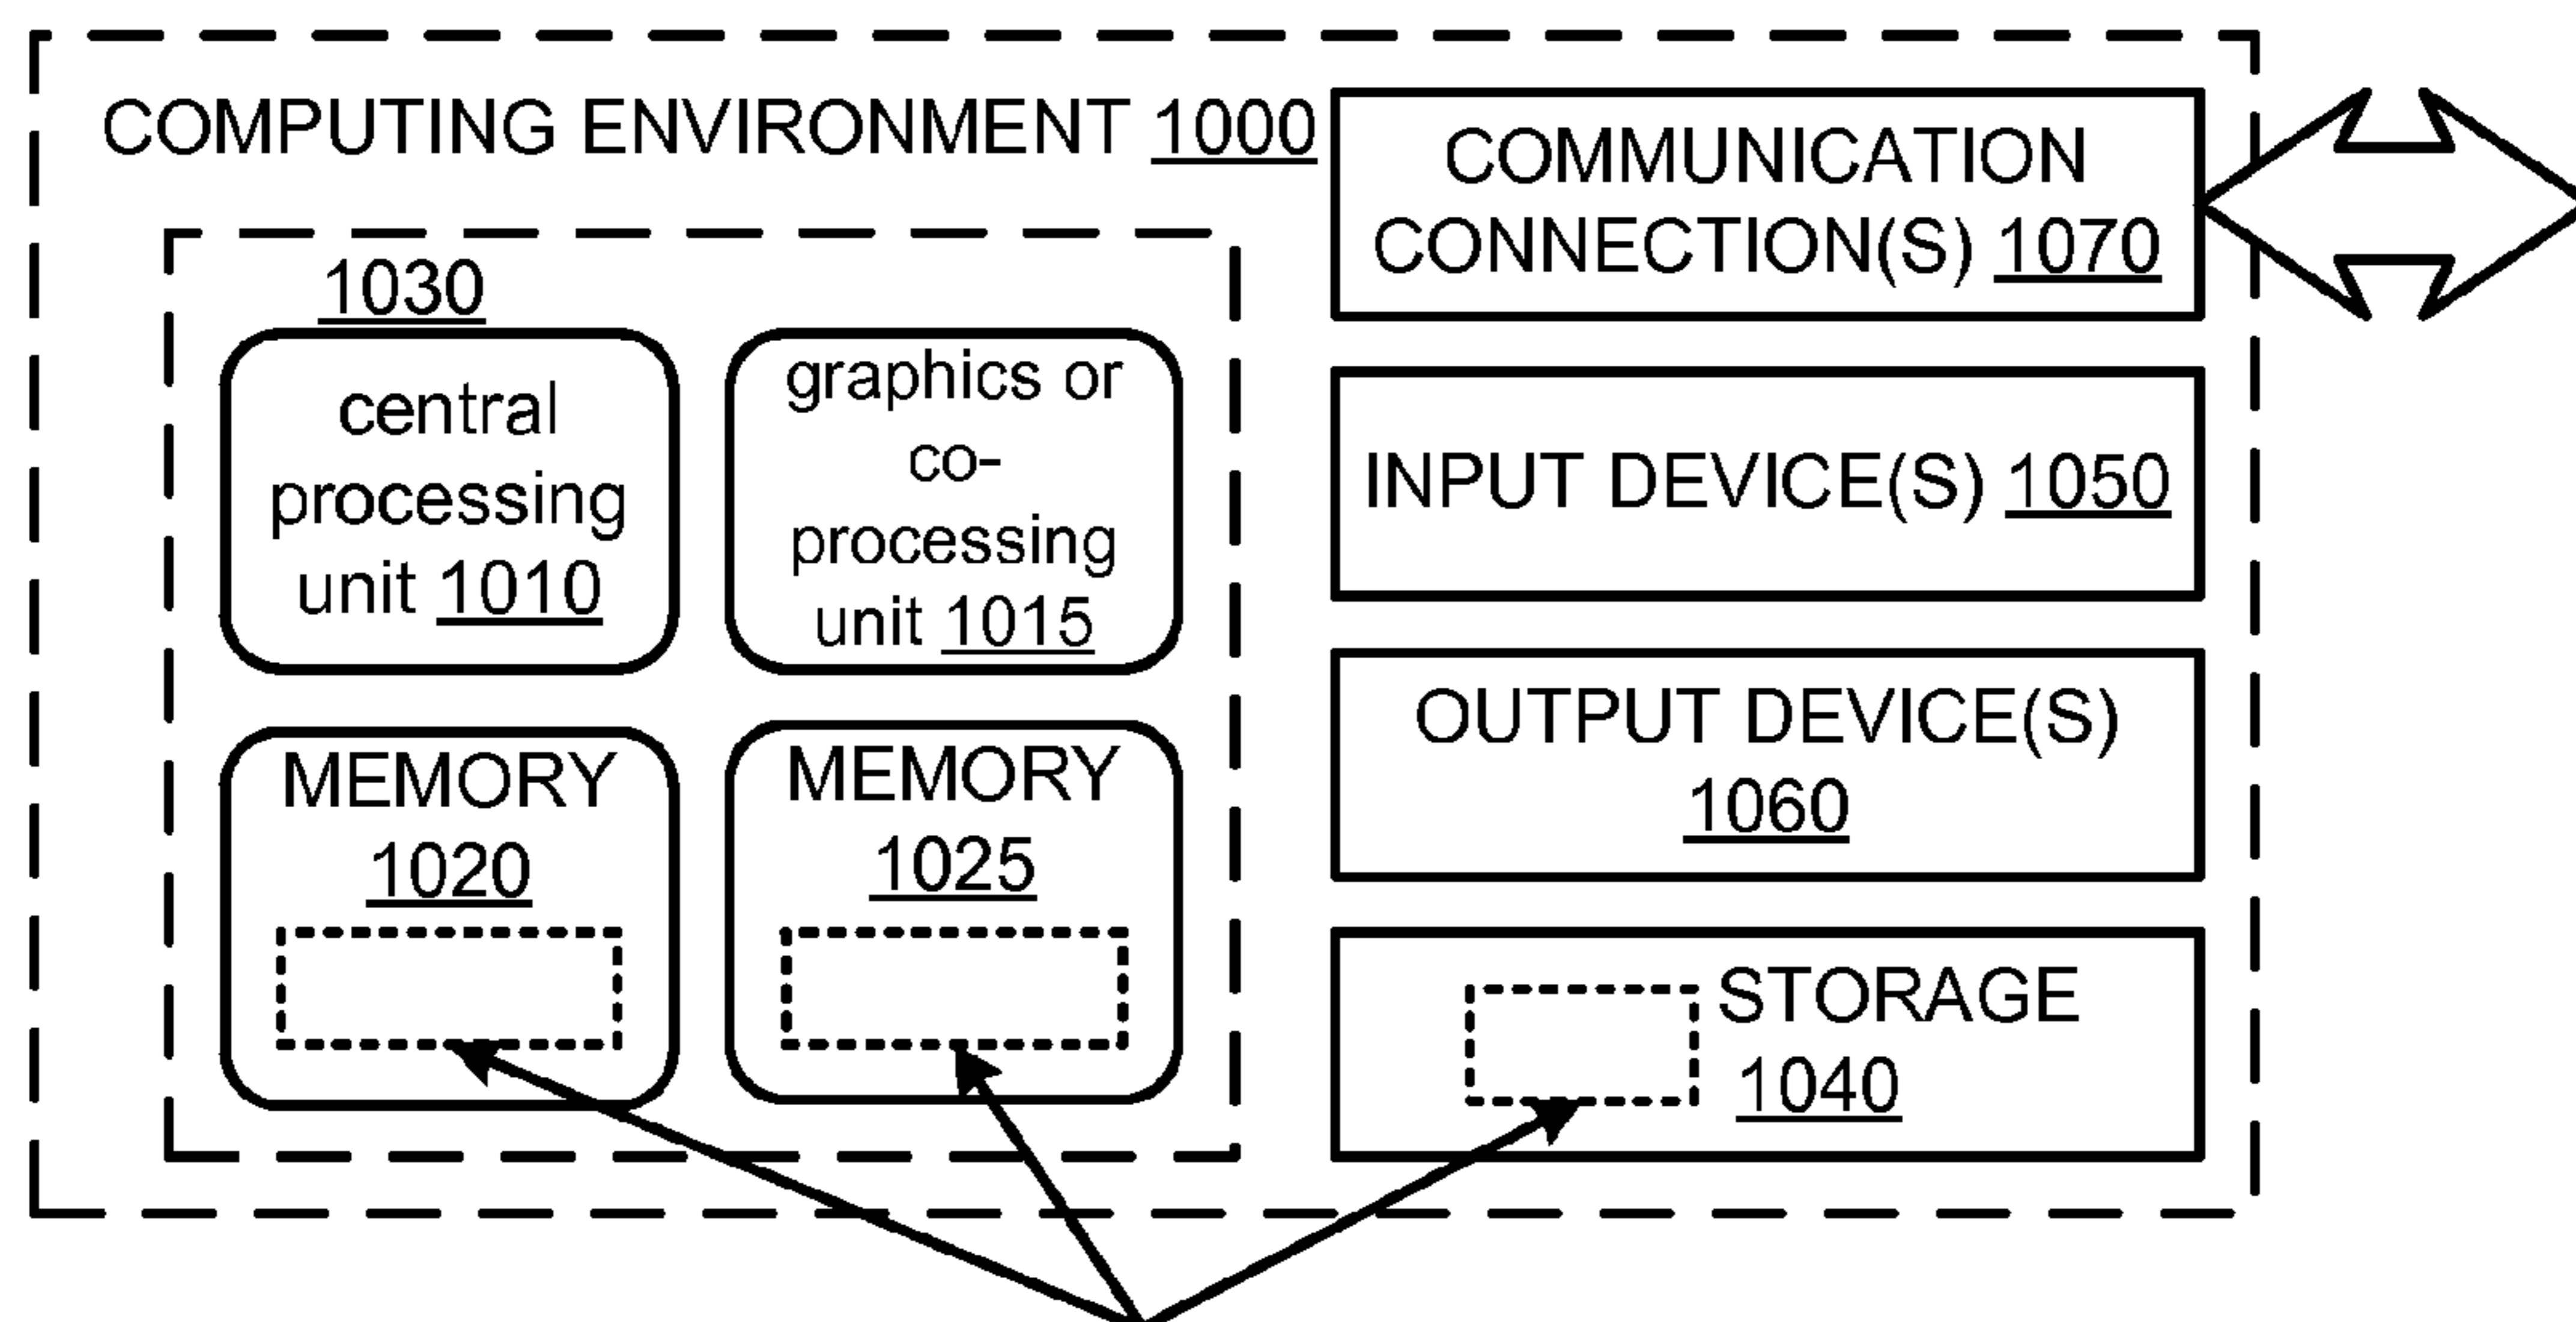 COMPUTING ENVIRONMENT 1000
1030
central
processing
unit 1010
graphics or
co-
processing
unit 1015
MEMORY
1020
MEMORY
1025
COMMUNICATION
CONNECTION(S) 1070
INPUT DEVICE(S) 1050
OUTPUT DEVICE(S)
1060
STORAGE
1040